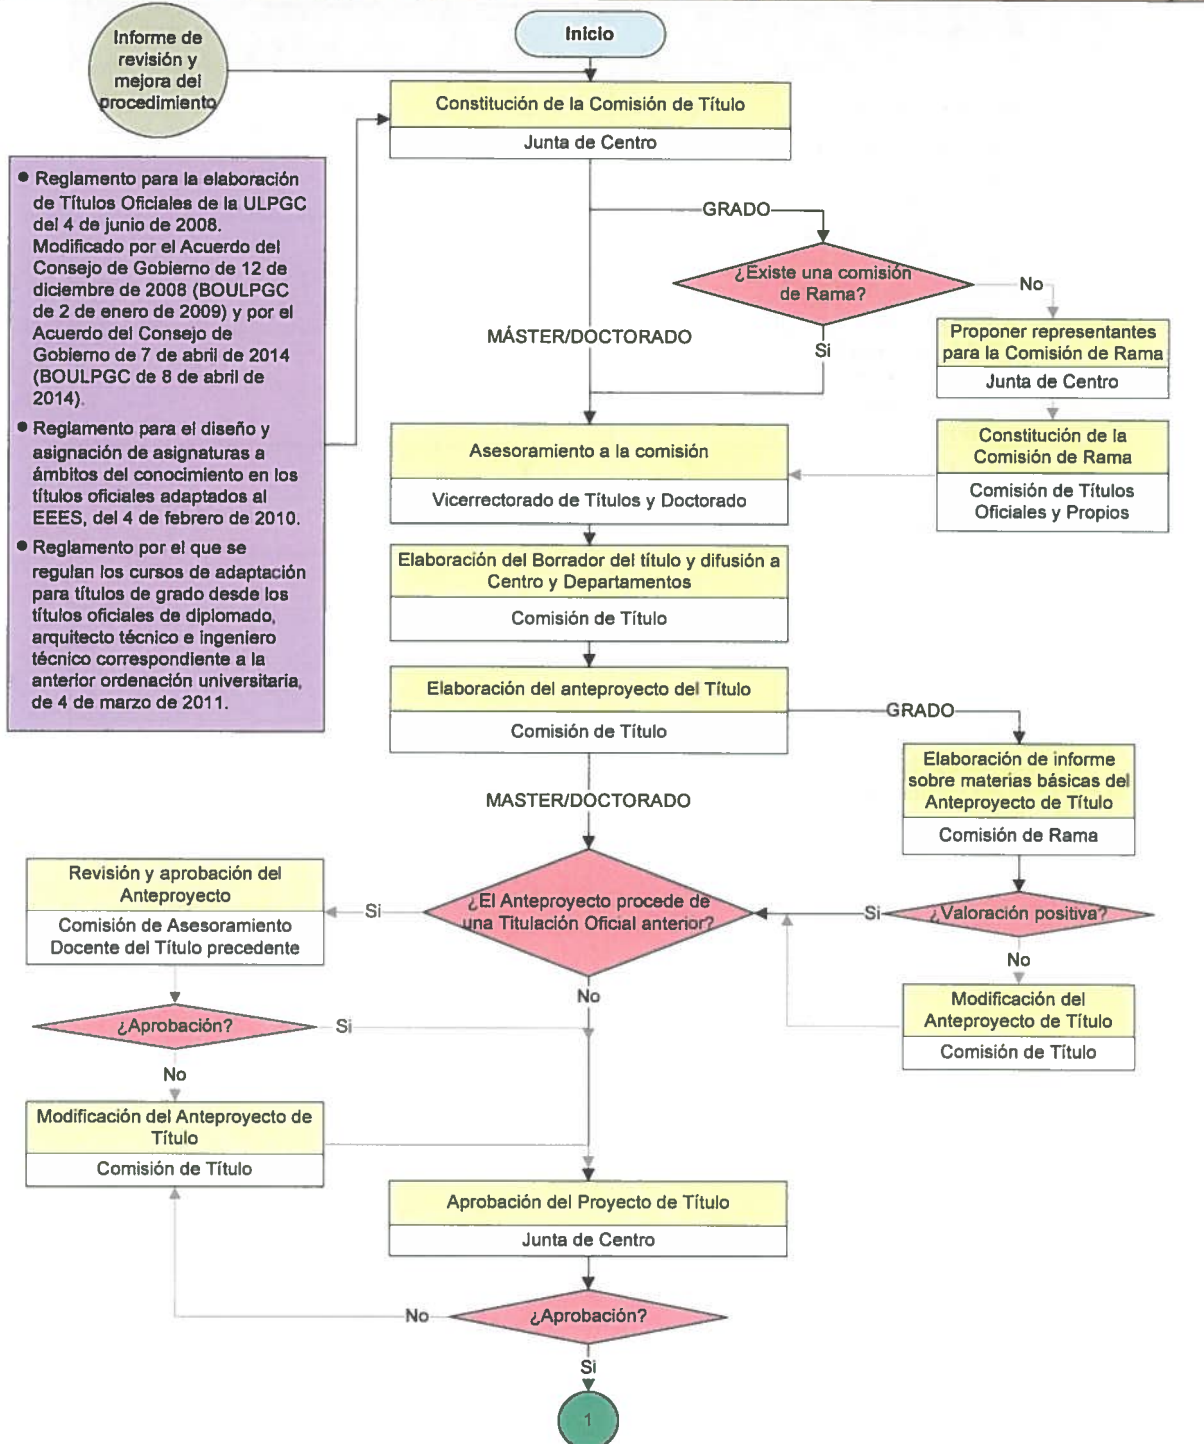 Informe de
revisión y
mejora del
procedimiento
Inicio
Constitución de la Comisión de Título
Junta de Centro
● Reglamento para la elaboración
de Títulos Oficiales de la ULPGC
del 4 de junio de 2008.
Modificado por el Acuerdo del
Consejo de Gobierno de 12 de
diciembre de 2008 (BOULPGC
de 2 de enero de 2009) y por el
Acuerdo del Consejo de
Gobierno de 7 de abril de 2014
(BOULPGC de 8 de abril de
2014).
● Reglamento para el diseño y
asignación de asignaturas a
ámbitos del conocimiento en los
títulos oficiales adaptados al
EEES, del 4 de febrero de 2010.
● Reglamento por el que se
regulan los cursos de adaptación
para títulos de grado desde los
títulos oficiales de diplomado,
arquitecto técnico e ingeniero
técnico correspondiente a la
anterior ordenación universitaria,
de 4 de marzo de 2011.
GRADO
¿Existe una comisión
de Rama?
No
Si
MÁSTER/DOCTORADO
Proponer representantes
para la Comisión de Rama
Junta de Centro
Constitución de la
Comisión de Rama
Comisión de Títulos
Oficiales y Propios
Asesoramiento a la comisión
Vicerrectorado de Títulos y Doctorado
Elaboración del Borrador del título y difusión a
Centro y Departamentos
Comisión de Título
Elaboración del anteproyecto del Título
Comisión de Título
GRADO
Elaboración de informe
sobre materias básicas del
Anteproyecto de Título
Comisión de Rama
MASTER/DOCTORADO
¿Valoración positiva?
Si
No
Modificación del
Anteproyecto de Título
Comisión de Título
¿El Anteproyecto procede de
una Titulación Oficial anterior?
Si
No
Revisión y aprobación del
Anteproyecto
Comisión de Asesoramiento
Docente del Título precedente
¿Aprobación?
Si
No
Modificación del Anteproyecto de
Título
Comisión de Título
Aprobación del Proyecto de Título
Junta de Centro
¿Aprobación?
No
Si
1